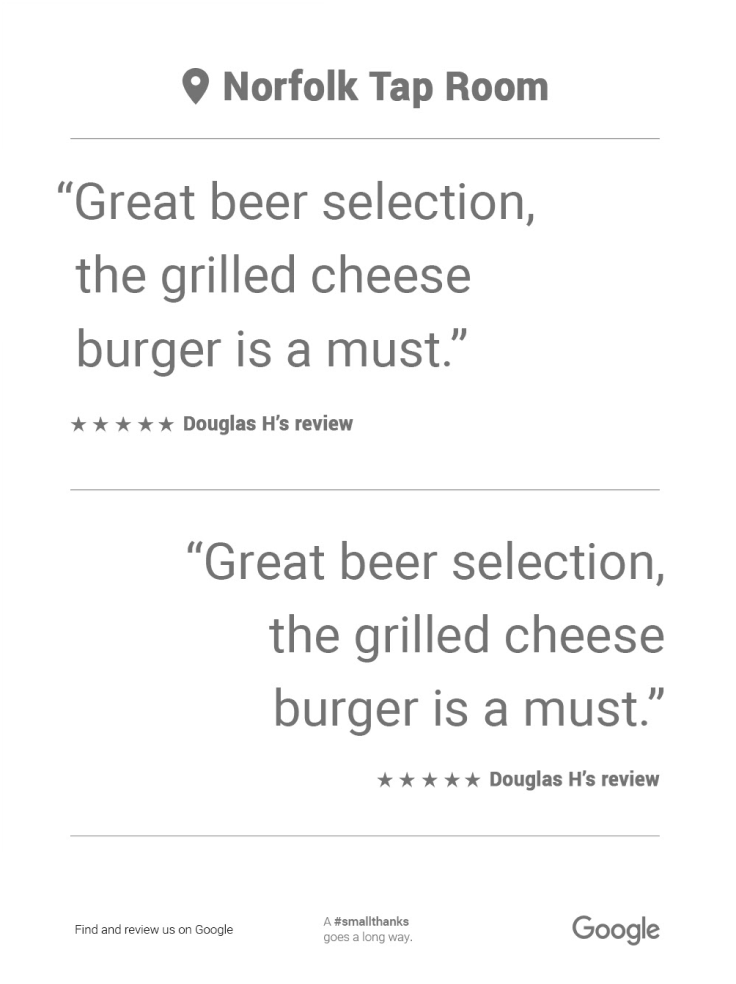 Norfolk Tap Room
“Great beer selection,
the grilled cheese
burger is a must.”
★★★★★ Douglas H’s review
“Great beer selection,
the grilled cheese
burger is a must.”
★★★★★ Douglas H’s review
Find and review us on Google
A #smallthanks
goes a long way.
Google